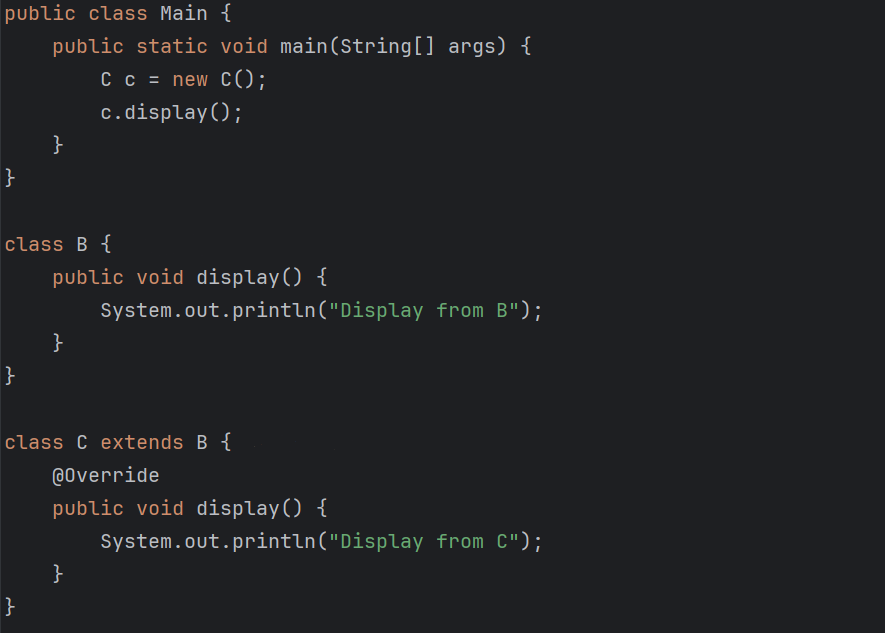 public class Main {
    public static void main(String[] args) {
        C c = new C();
        c.display();
    }
}

class B {
    public void display() {
        System.out.println("Display from B");
    }
}

class C extends B {
    @Override
    public void display() {
        System.out.println("Display from C");
    }
}